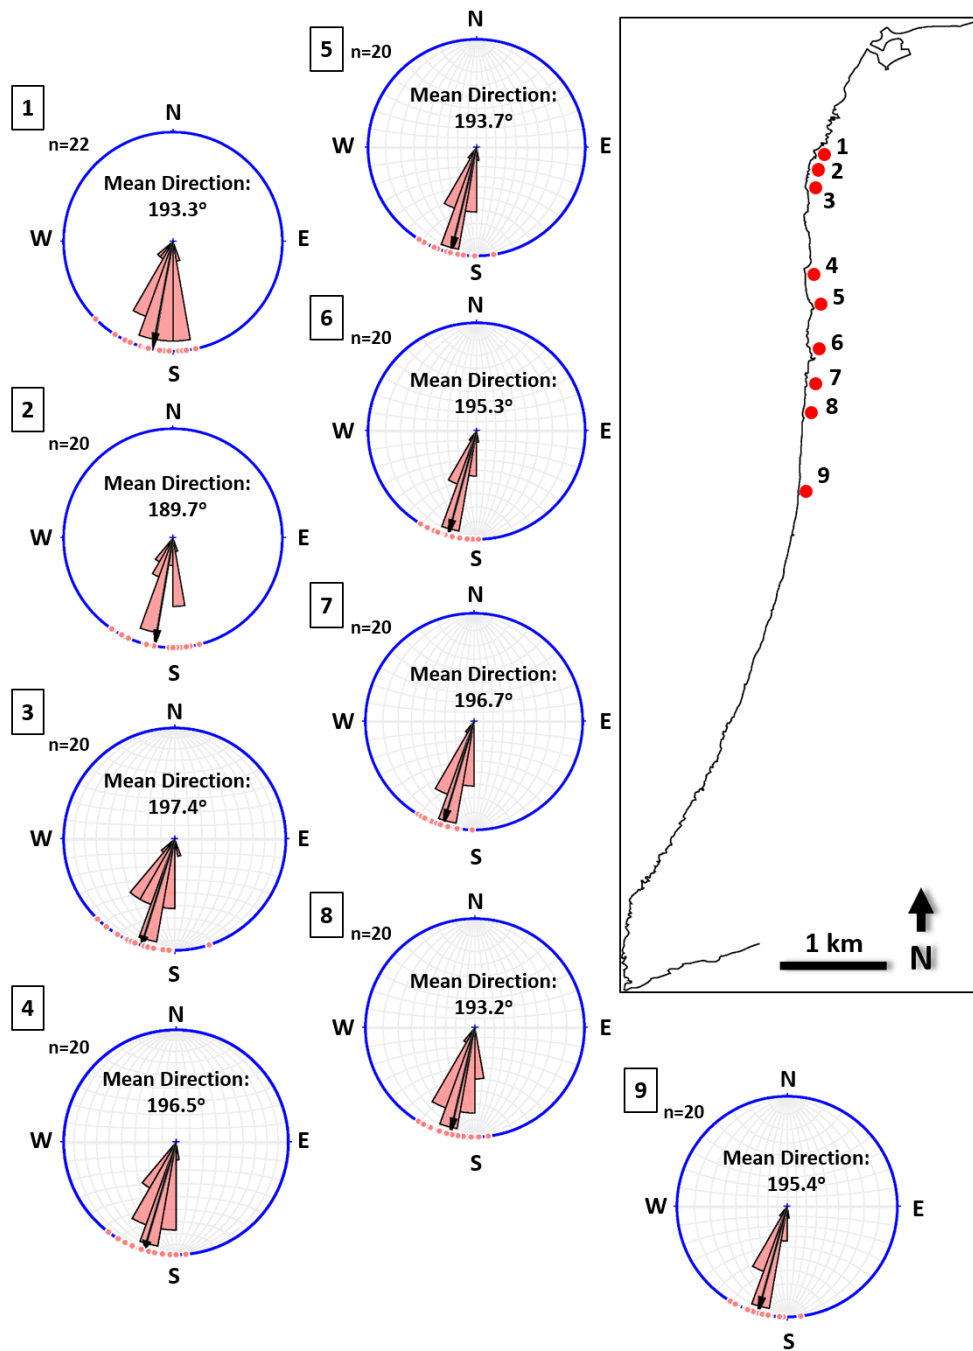 1
n=22
N
Mean Direction:
193.3°
W
E
S
2
n=20
N
Mean Direction:
189.7°
W
E
S
3
n=20
N
Mean Direction:
197.4°
W
E
S
4
n=20
N
Mean Direction:
196.5°
W
E
S
5
n=20
N
Mean Direction:
193.7°
W
E
S
6
n=20
N
Mean Direction:
195.3°
W
E
S
7
n=20
N
Mean Direction:
196.7°
W
E
S
8
n=20
N
Mean Direction:
193.2°
W
E
S
1
2
3
4
5
6
7
8
9
1 km
N
9
n=20
N
Mean Direction:
195.4°
W
E
S